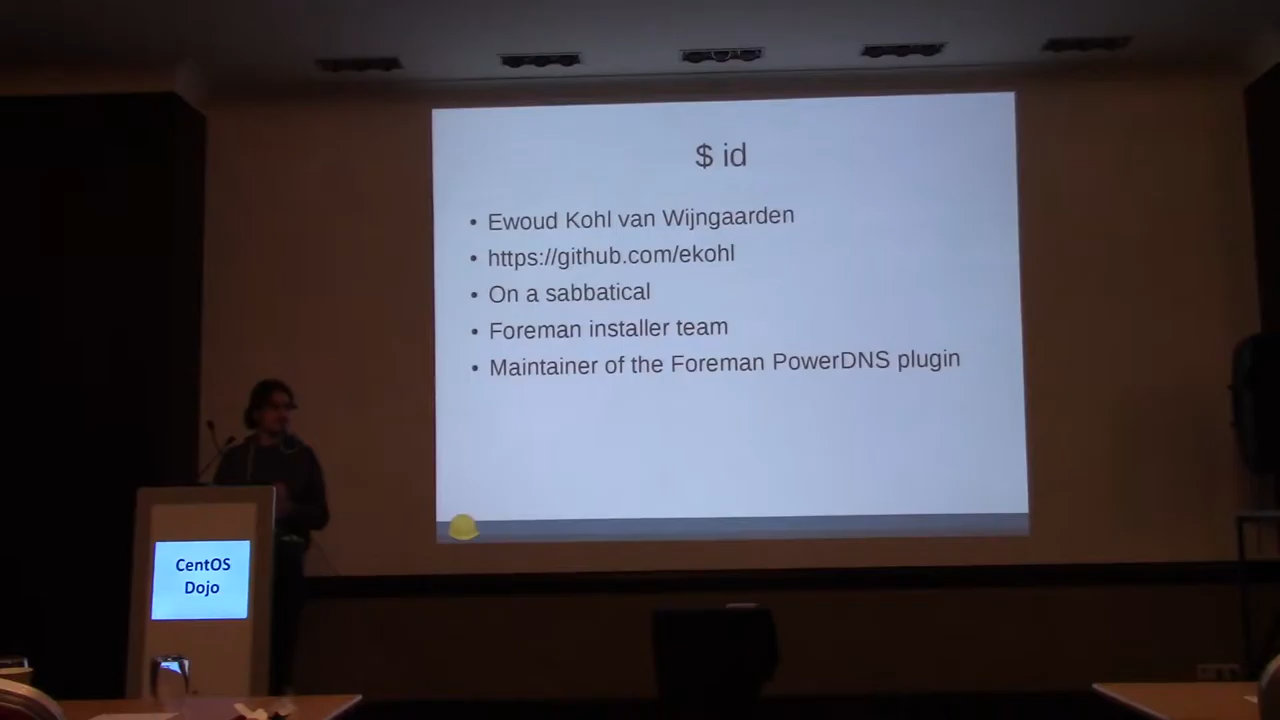 $ id
• Ewoud Kohl van Wijngaarden
• https://github.com/ekohl
• On a sabbatical
• Foreman installer team
• Maintainer of the Foreman PowerDNS plugin
CentOS
Dojo